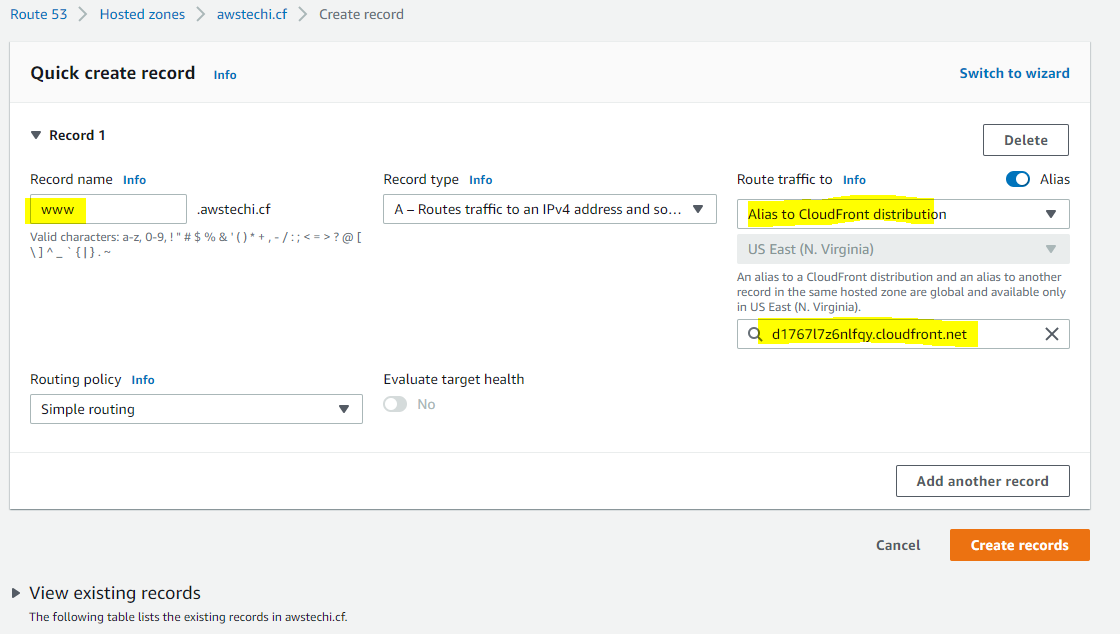 Route 53 > Hosted zones > awstechi.cf > Create record
Quick create record Info Switch to wizard
Record 1 Delete
Record name Info
www .awstechi.cf
Valid characters: a-z, 0-9, ! " # $ % & ' ( ) * + , - / : ; < = > ? @ [
\ ] ^ _ ` { | } . ~
Record type Info
A – Routes traffic to an IPv4 address and so...
Route traffic to Info Alias
Alias to CloudFront distribution
US East (N. Virginia)
An alias to a CloudFront distribution and an alias to another
record in the same hosted zone are global and available only
in US East (N. Virginia).
d1767l7z6nlfqy.cloudfront.net
Routing policy Info
Simple routing
Evaluate target health
No
Add another record
Cancel Create records
View existing records
The following table lists the existing records in awstechi.cf.